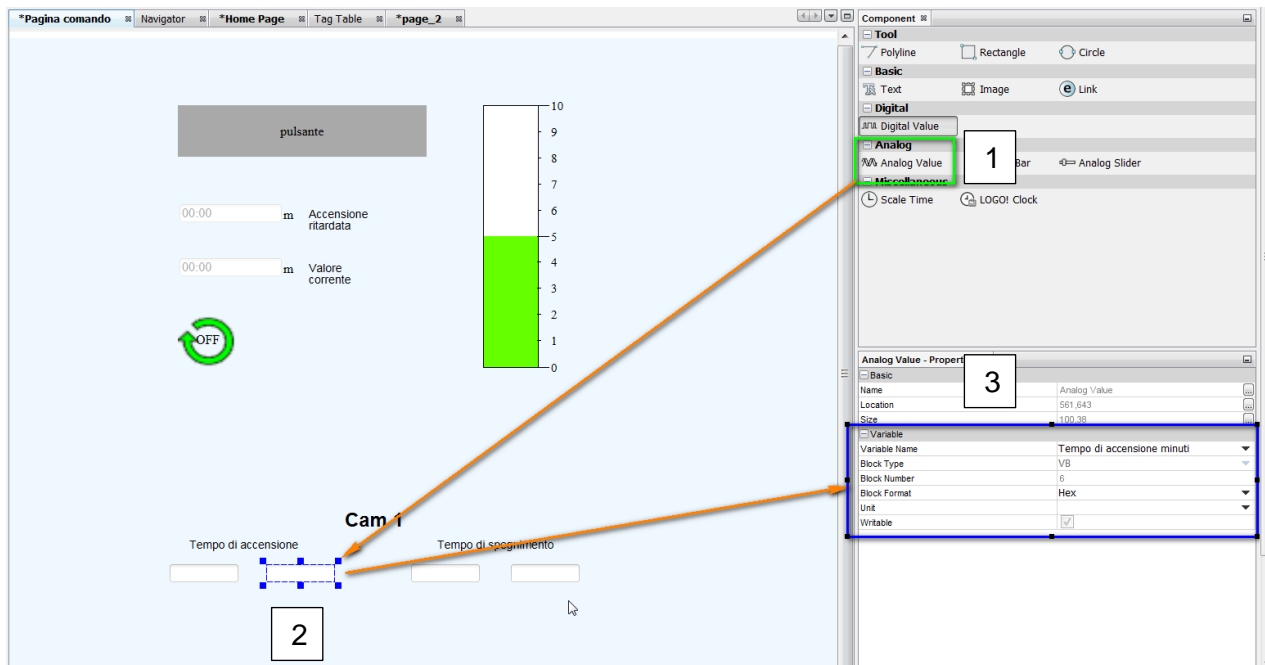 *Pagina comando
Navigator
*Home Page
Tag Table
*page_2
pulsante
00:00 m Accensione
ritardata
00:00 m Valore
corrente
OFF
10
9
8
7
6
5
4
3
2
1
0
Cam 1
Tempo di accensione
Tempo di spegnimento
2
Component
Tool
Polyline Rectangle Circle
Basic
Text Image Link
Digital
Digital Value
Analog
1
Analog Value Bar Analog Slider
Miscellaneous
Scale Time LOGO! Clock
Analog Value - Propert
3
Basic
Name Analog Value ...
Location 561,643 ...
Size 100,38 ...
Variable
Variable Name Tempo di accensione minuti
Block Type VB
Block Number 6
Block Format Hex
Unit
Writable